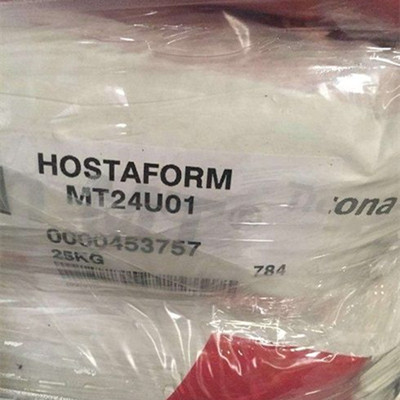 HOSTAFORM
MT24U01
0000453757
25KG
784